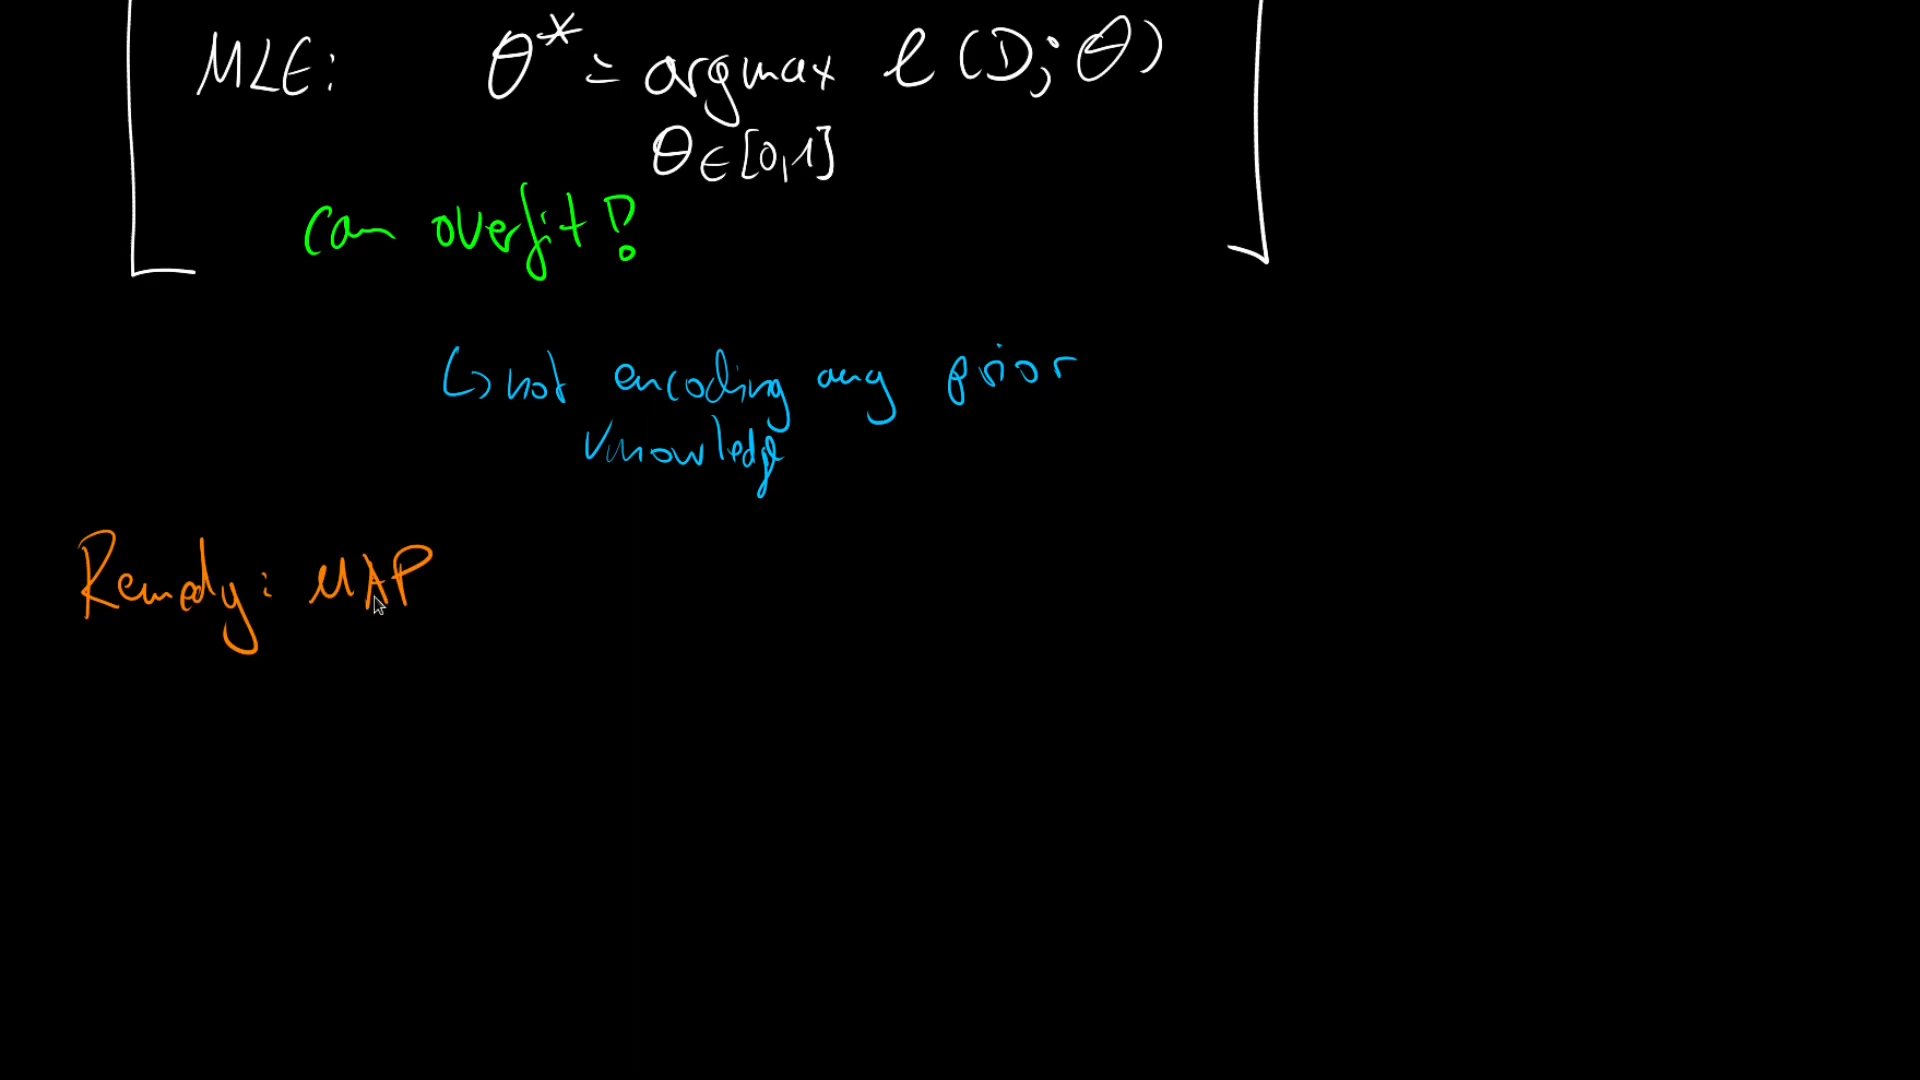 MLE: θ* = argmax ℓ(D; θ)
θ∈[0,1]
can overfit!
↳ not encoding any prior
knowledge
Remedy: MAP